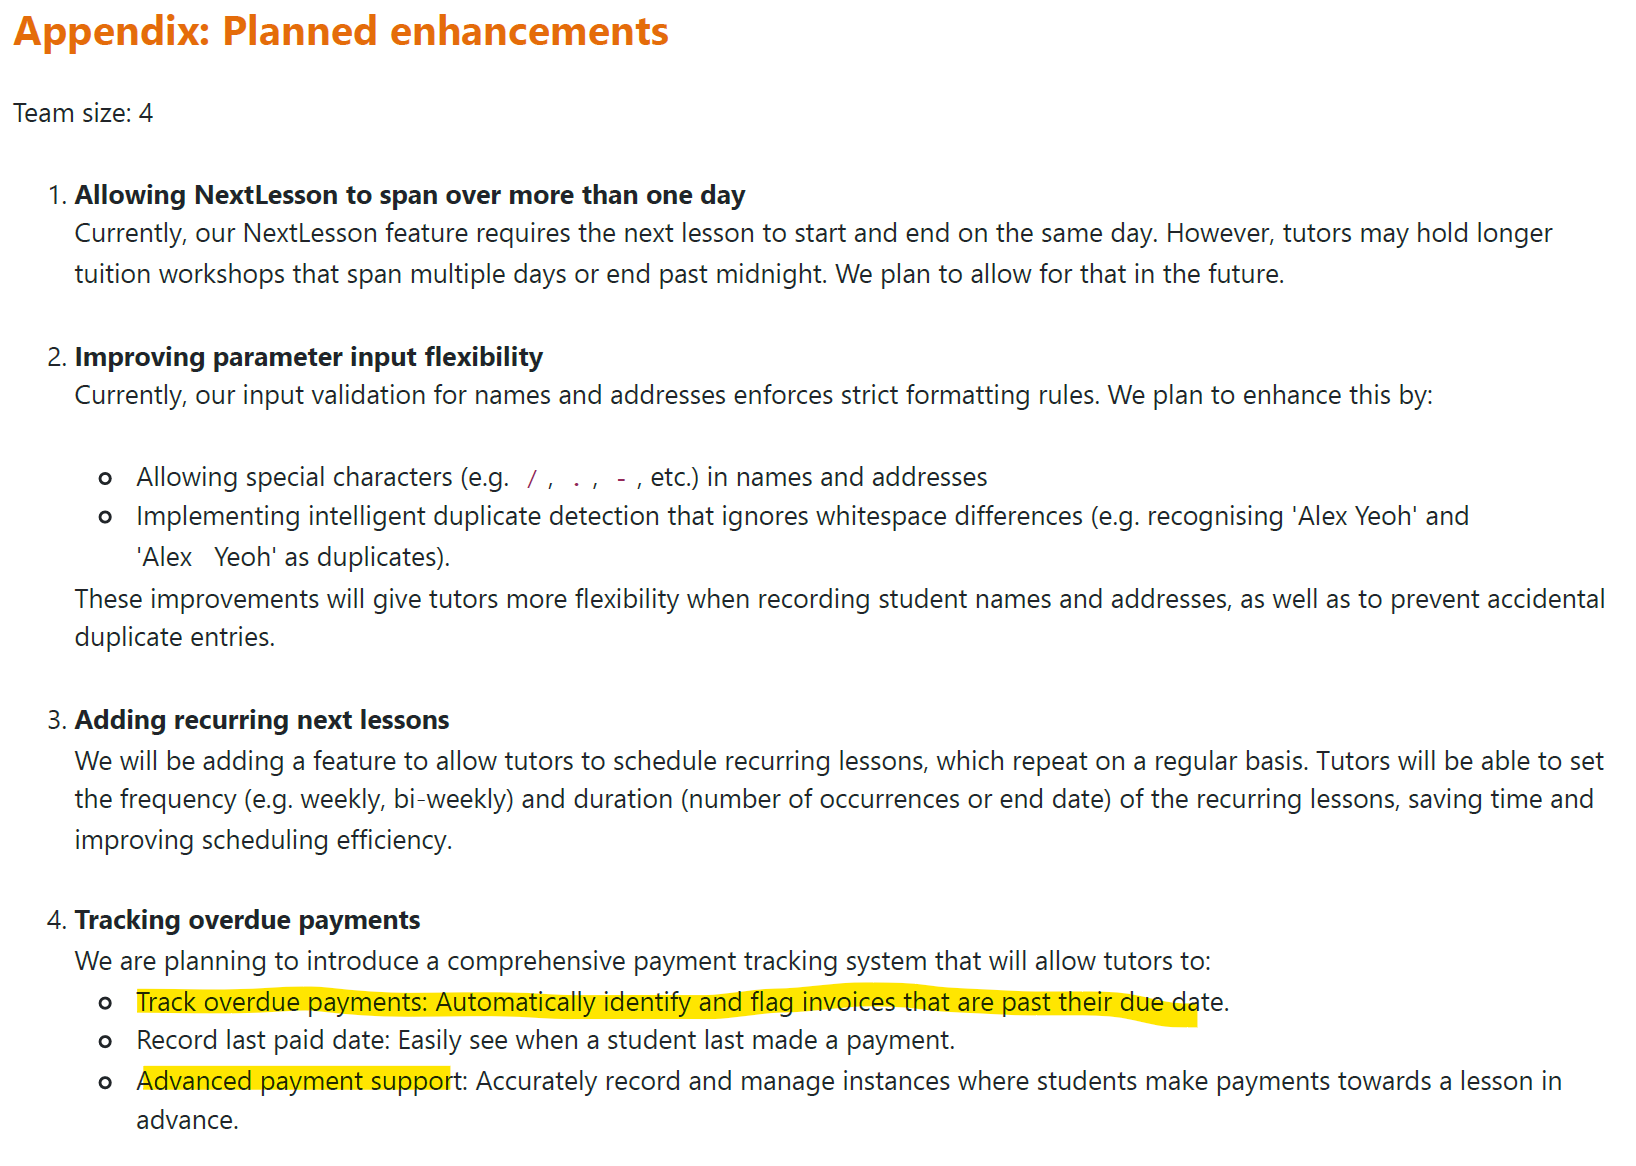 Appendix: Planned enhancements
Team size: 4
1. Allowing NextLesson to span over more than one day
Currently, our NextLesson feature requires the next lesson to start and end on the same day. However, tutors may hold longer
tuition workshops that span multiple days or end past midnight. We plan to allow for that in the future.
2. Improving parameter input flexibility
Currently, our input validation for names and addresses enforces strict formatting rules. We plan to enhance this by:
Allowing special characters (e.g. / , . , - , etc.) in names and addresses
Implementing intelligent duplicate detection that ignores whitespace differences (e.g. recognising 'Alex Yeoh' and
'Alex   Yeoh' as duplicates).
These improvements will give tutors more flexibility when recording student names and addresses, as well as to prevent accidental
duplicate entries.
3. Adding recurring next lessons
We will be adding a feature to allow tutors to schedule recurring lessons, which repeat on a regular basis. Tutors will be able to set
the frequency (e.g. weekly, bi-weekly) and duration (number of occurrences or end date) of the recurring lessons, saving time and
improving scheduling efficiency.
4. Tracking overdue payments
We are planning to introduce a comprehensive payment tracking system that will allow tutors to:
Track overdue payments: Automatically identify and flag invoices that are past their due date.
Record last paid date: Easily see when a student last made a payment.
Advanced payment support: Accurately record and manage instances where students make payments towards a lesson in
advance.